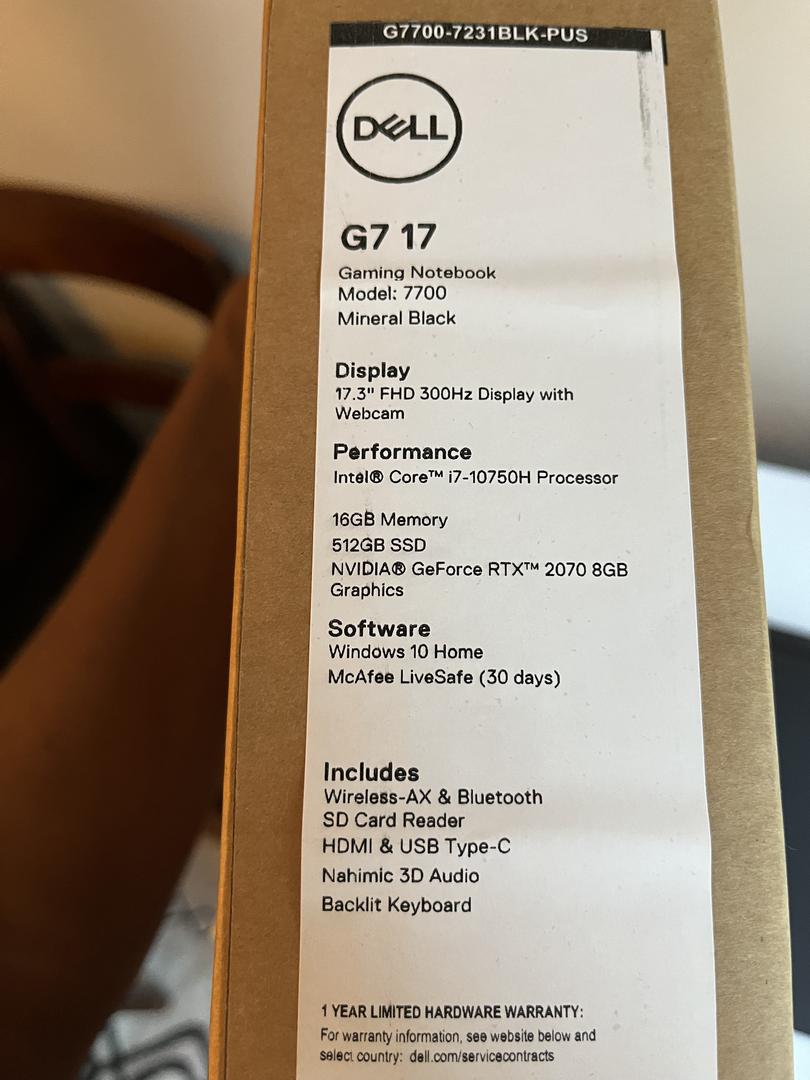 G7700-7231BLK-PUS
DELL
G7 17
Gaming Notebook
Model: 7700
Mineral Black
Display
17.3" FHD 300Hz Display with
Webcam
Performance
Intel® Core™ i7-10750H Processor
16GB Memory
512GB SSD
NVIDIA® GeForce RTX™ 2070 8GB
Graphics
Software
Windows 10 Home
McAfee LiveSafe (30 days)
Includes
Wireless-AX & Bluetooth
SD Card Reader
HDMI & USB Type-C
Nahimic 3D Audio
Backlit Keyboard
1 YEAR LIMITED HARDWARE WARRANTY:
For warranty information, see website below and
select country: dell.com/servicecontracts